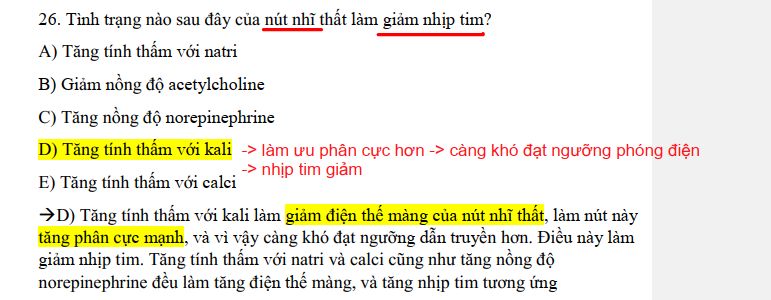 26. Tình trạng nào sau đây của nút nhĩ thất làm giảm nhịp tim?
A) Tăng tính thấm với natri
B) Giảm nồng độ acetylcholine
C) Tăng nồng độ norepinephrine
D) Tăng tính thấm với kali -> làm ưu phân cực hơn -> càng khó đạt ngưỡng phóng điện
-> nhịp tim giảm
E) Tăng tính thấm với calci
→D) Tăng tính thấm với kali làm giảm điện thế màng của nút nhĩ thất, làm nút này
tăng phân cực mạnh, và vì vậy càng khó đạt ngưỡng dẫn truyền hơn. Điều này làm
giảm nhịp tim. Tăng tính thấm với natri và calci cũng như tăng nồng độ
norepinephrine đều làm tăng điện thế màng, và tăng nhịp tim tương ứng